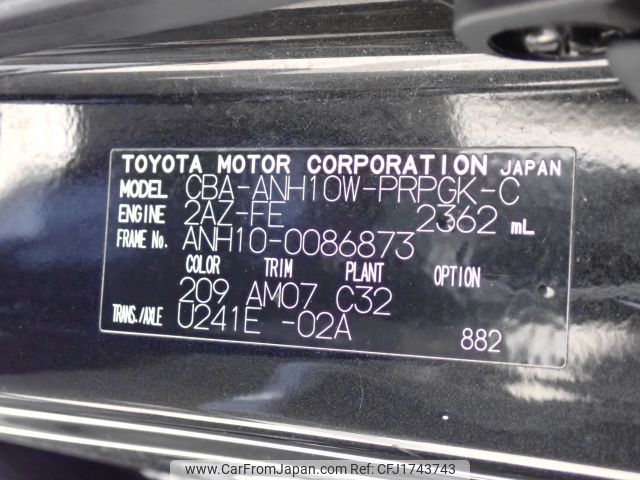 TOYOTA MOTOR CORPORATION JAPAN
MODEL CBA-ANH10W-PRPGK-C
ENGINE 2AZ-FE 2362 mL
FRAME No. ANH10-0086873
COLOR TRIM PLANT OPTION
209 AM07 C32
TRANS./AXLE U241E -02A
882
www.CarFromJapan.com | Ref-No: CFJ1743743